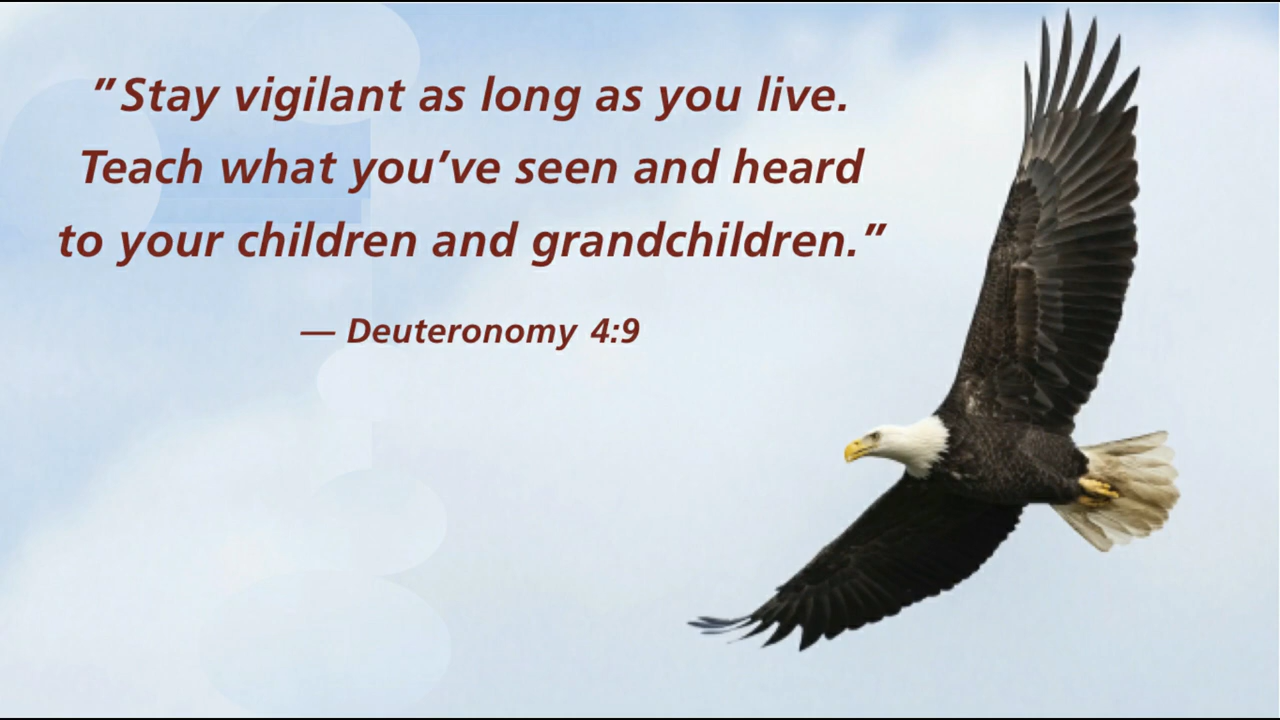 "Stay vigilant as long as you live.
Teach what you've seen and heard
to your children and grandchildren."
— Deuteronomy 4:9